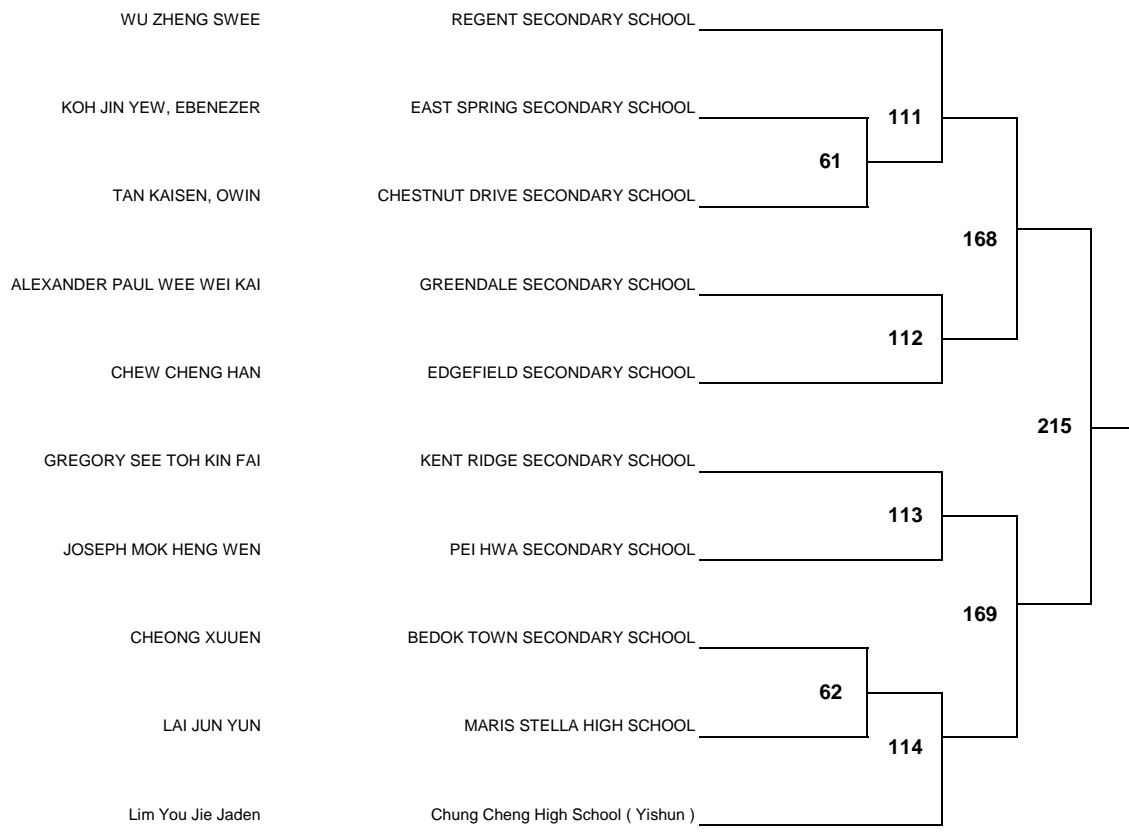 WU ZHENG SWEE REGENT SECONDARY SCHOOL
KOH JIN YEW, EBENEZER EAST SPRING SECONDARY SCHOOL
111
61
TAN KAISEN, OWIN CHESTNUT DRIVE SECONDARY SCHOOL
168
ALEXANDER PAUL WEE WEI KAI GREENDALE SECONDARY SCHOOL
112
CHEW CHENG HAN EDGEFIELD SECONDARY SCHOOL
215
GREGORY SEE TOH KIN FAI KENT RIDGE SECONDARY SCHOOL
113
JOSEPH MOK HENG WEN PEI HWA SECONDARY SCHOOL
169
CHEONG XUUEN BEDOK TOWN SECONDARY SCHOOL
62
LAI JUN YUN MARIS STELLA HIGH SCHOOL
114
Lim You Jie Jaden Chung Cheng High School ( Yishun )